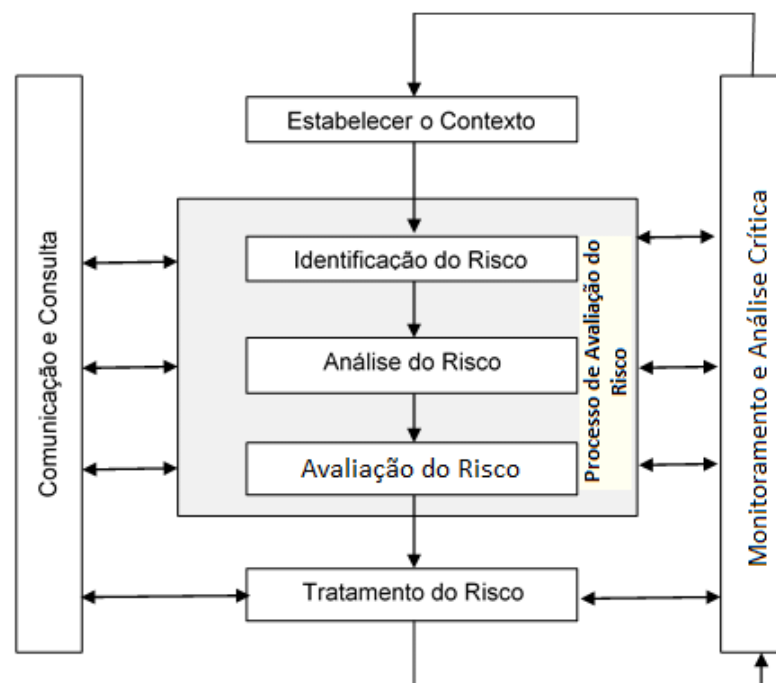 Estabelecer o Contexto
Comunicação e Consulta
Identificação do Risco
Análise do Risco
Avaliação do Risco
Processo de Avaliação do
Risco
Tratamento do Risco
Monitoramento e Análise Crítica